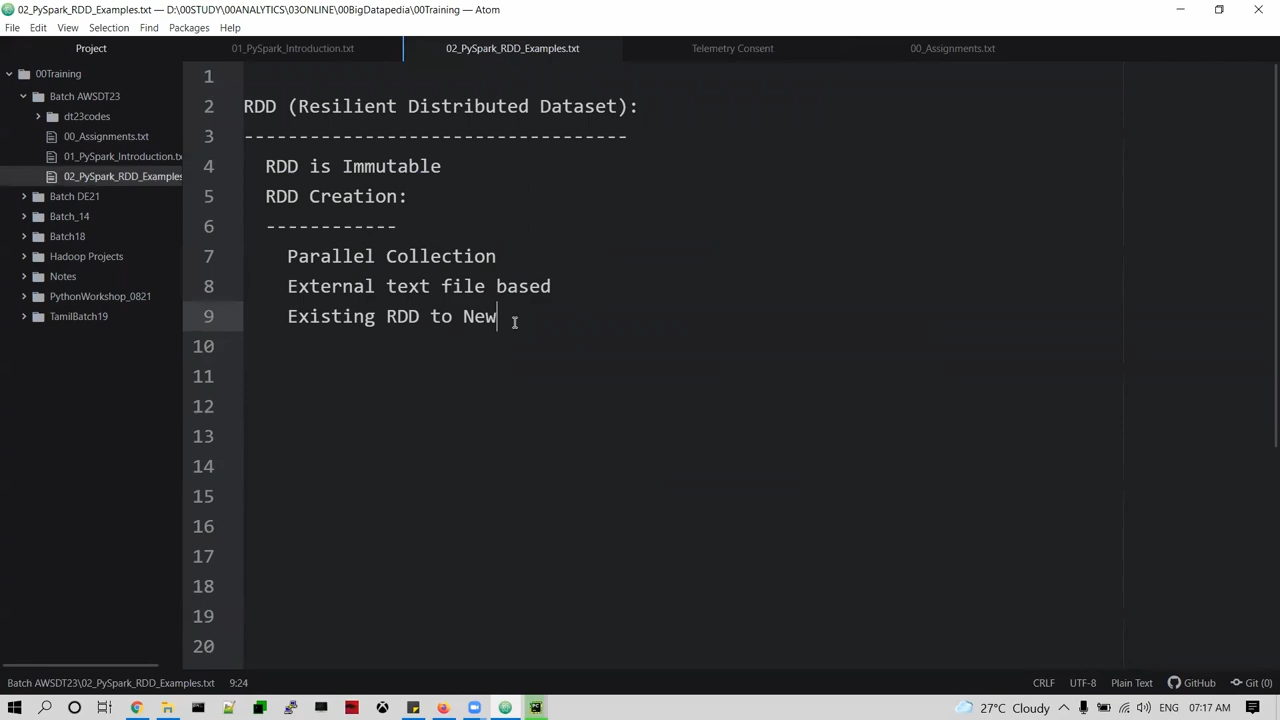 02_PySpark_RDD_Examples.txt — D:\00STUDY\00ANALYTICS\03ONLINE\00BigDatapedia\00Training — Atom
File Edit View Selection Find Packages Help
Project
01_PySpark_Introduction.txt
02_PySpark_RDD_Examples.txt
Telemetry Consent
00_Assignments.txt
00Training
Batch AWSDT23
dt23codes
00_Assignments.txt
01_PySpark_Introduction.tx
02_PySpark_RDD_Examples
Batch DE21
Batch_14
Batch18
Hadoop Projects
Notes
PythonWorkshop_0821
TamilBatch19
1
2 RDD (Resilient Distributed Dataset):
3 -----------------------------------
4 RDD is Immutable
5 RDD Creation:
6 ------------
7 Parallel Collection
8 External text file based
9 Existing RDD to New
10
11
12
13
14
15
16
17
18
19
20
Batch AWSDT23\02_PySpark_RDD_Examples.txt 9:24
CRLF UTF-8 Plain Text GitHub Git (0)
27°C Cloudy ENG 07:17 AM